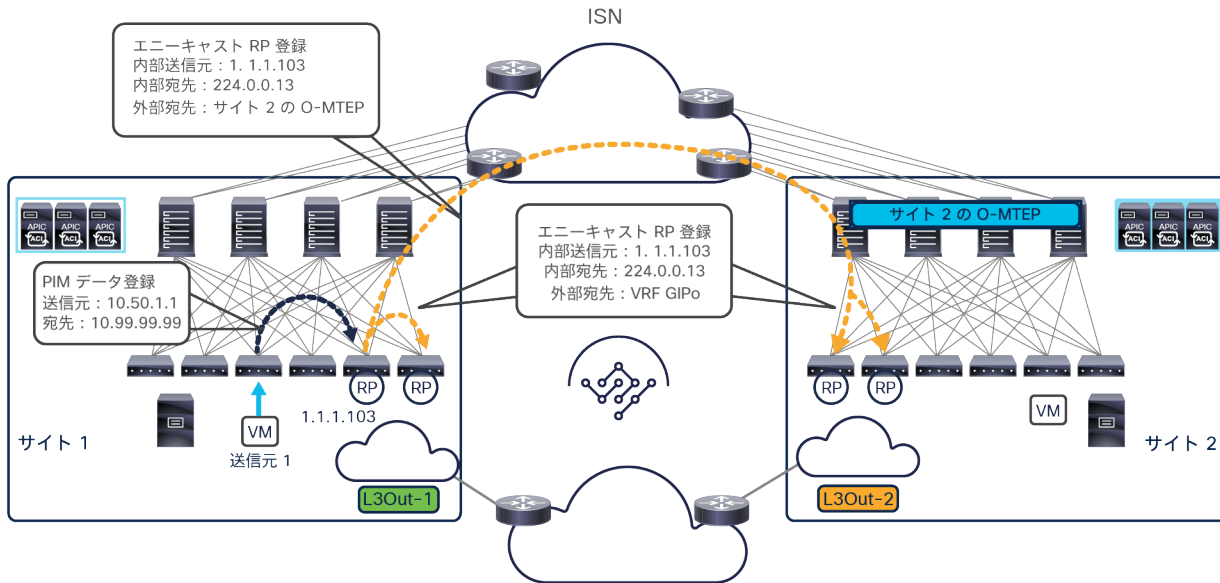 ISN
エニーキャスト RP 登録
内部送信元：1. 1.1.103
内部宛先：224.0.0.13
外部宛先：サイト 2 の O-MTEP
APIC
ACI
APIC
ACI
APIC
ACI
サイト 2 の O-MTEP
APIC
ACI
APIC
ACI
APIC
ACI
エニーキャスト RP 登録
内部送信元：1. 1.1.103
内部宛先：224.0.0.13
外部宛先：VRF GIPo
PIM データ登録
送信元：10.50.1.1
宛先：10.99.99.99
RP
RP
RP
RP
1.1.1.103
VM
送信元 1
VM
サイト 1
サイト 2
L3Out-1
L3Out-2